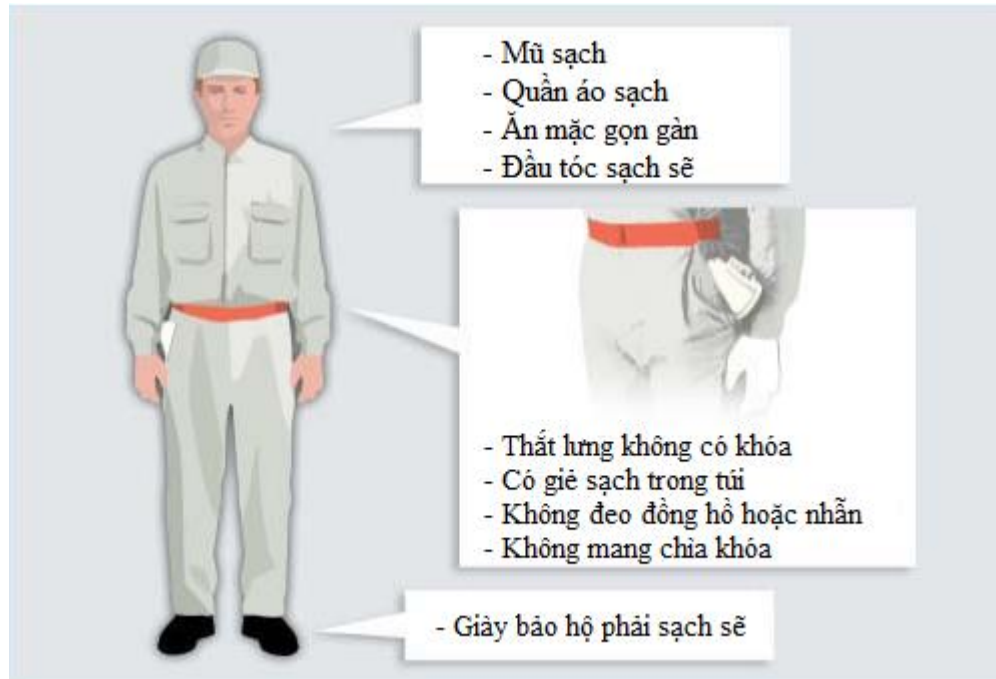 - Mũ sạch
- Quần áo sạch
- Ăn mặc gọn gàn
- Đầu tóc sạch sẽ
- Thắt lưng không có khóa
- Có giẻ sạch trong túi
- Không đeo đồng hồ hoặc nhẫn
- Không mang chìa khóa
- Giày bảo hộ phải sạch sẽ